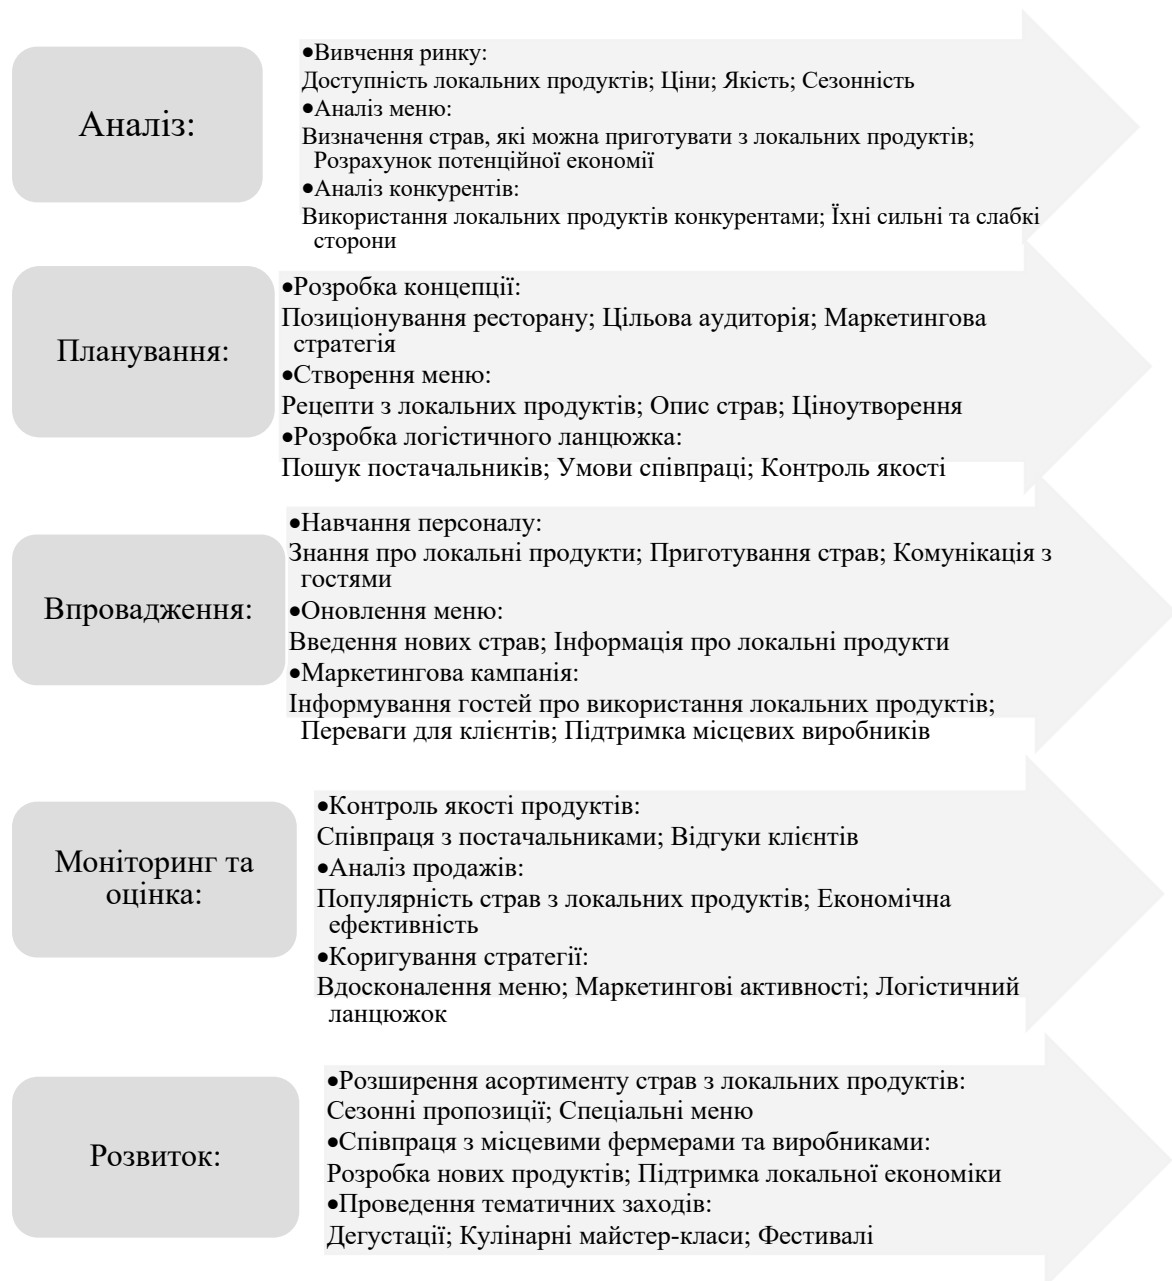 Аналіз:
•Вивчення ринку:
Доступність локальних продуктів; Ціни; Якість; Сезонність
•Аналіз меню:
Визначення страв, які можна приготувати з локальних продуктів;
Розрахунок потенційної економії
•Аналіз конкурентів:
Використання локальних продуктів конкурентами; Їхні сильні та слабкі
сторони
Планування:
•Розробка концепції:
Позиціонування ресторану; Цільова аудиторія; Маркетингова
стратегія
•Створення меню:
Рецепти з локальних продуктів; Опис страв; Ціноутворення
•Розробка логістичного ланцюжка:
Пошук постачальників; Умови співпраці; Контроль якості
Впровадження:
•Навчання персоналу:
Знання про локальні продукти; Приготування страв; Комунікація з
гостями
•Оновлення меню:
Введення нових страв; Інформація про локальні продукти
•Маркетингова кампанія:
Інформування гостей про використання локальних продуктів;
Переваги для клієнтів; Підтримка місцевих виробників
Моніторинг та
оцінка:
•Контроль якості продуктів:
Співпраця з постачальниками; Відгуки клієнтів
•Аналіз продажів:
Популярність страв з локальних продуктів; Економічна
ефективність
•Коригування стратегії:
Вдосконалення меню; Маркетингові активності; Логістичний
ланцюжок
Розвиток:
•Розширення асортименту страв з локальних продуктів:
Сезонні пропозиції; Спеціальні меню
•Співпраця з місцевими фермерами та виробниками:
Розробка нових продуктів; Підтримка локальної економіки
•Проведення тематичних заходів:
Дегустації; Кулінарні майстер-класи; Фестивалі